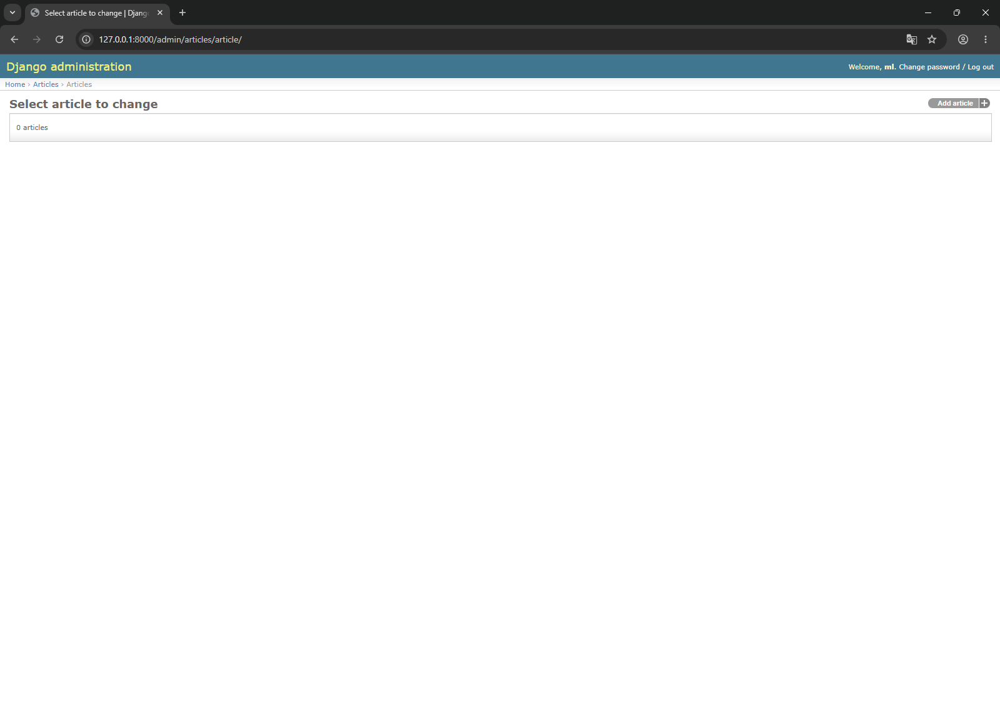 Select article to change | Djang
127.0.0.1:8000/admin/articles/article/
Django administration
Welcome, ml. Change password / Log out
Home › Articles › Articles
Select article to change
Add article
0 articles